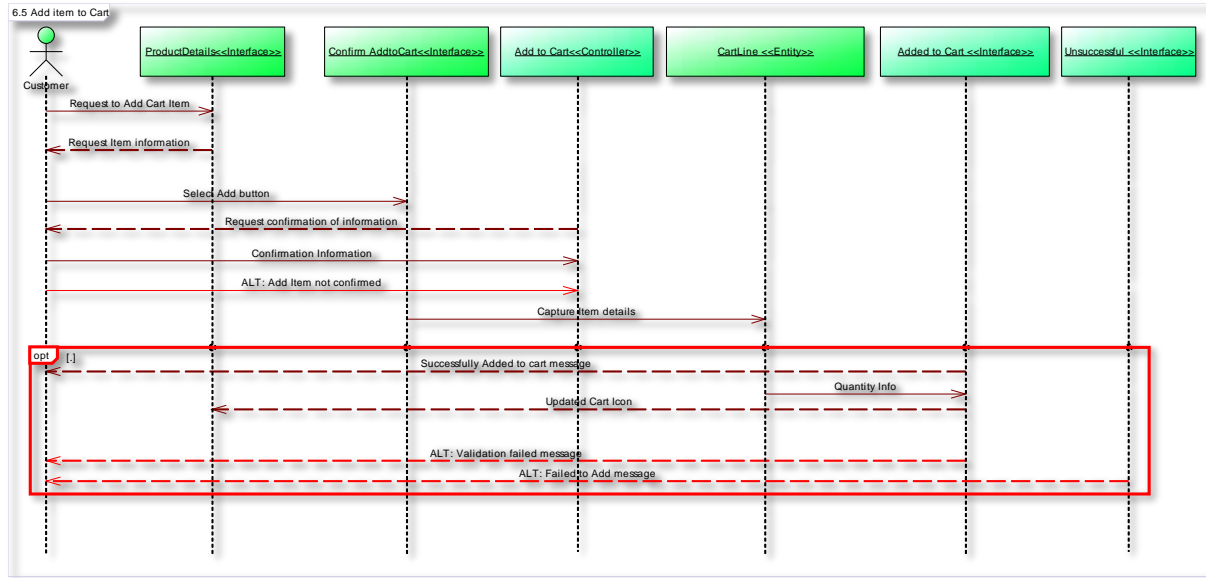 6.5 Add item to Cart
ProductDetails<<Interface>>
Confirm AddtoCart<<Interface>>
Add to Cart<<Controller>>
CartLine <<Entity>>
Added to Cart <<Interface>>
Unsuccessful <<Interface>>
Customer
Request to Add Cart Item
Request Item information
Select Add button
Request confirmation of information
Confirmation Information
ALT: Add Item not confirmed
Capture Item details
opt
[.]
Successfully Added to cart message
Quantity Info
Updated Cart Icon
ALT: Validation failed message
ALT: Failed to Add message